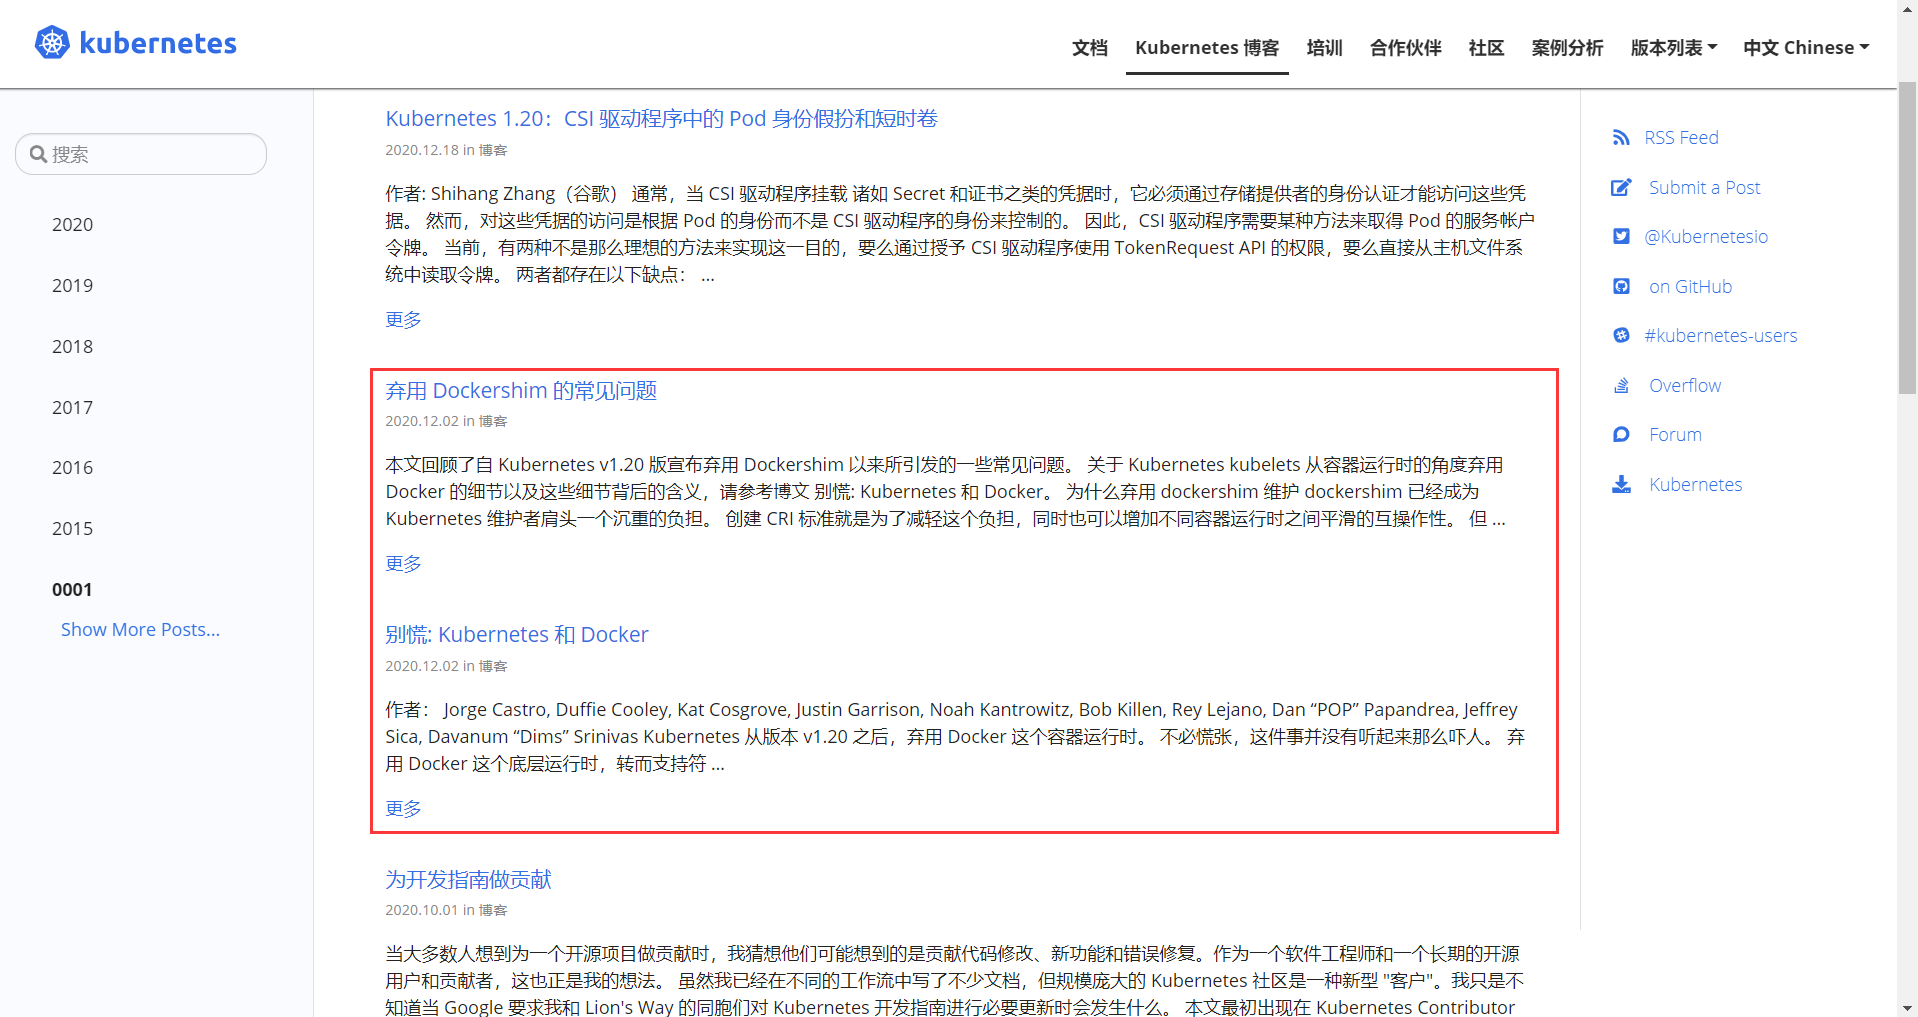 kubernetes
文档 Kubernetes 博客 培训 合作伙伴 社区 案例分析 版本列表 中文 Chinese
搜索
2020
2019
2018
2017
2016
2015
0001
Show More Posts...
Kubernetes 1.20：CSI 驱动程序中的 Pod 身份假扮和短时卷
2020.12.18 in 博客
作者: Shihang Zhang（谷歌） 通常，当 CSI 驱动程序挂载 诸如 Secret 和证书之类的凭据时，它必须通过存储提供者的身份认证才能访问这些凭
据。 然而，对这些凭据的访问是根据 Pod 的身份而不是 CSI 驱动程序的身份来控制的。 因此，CSI 驱动程序需要某种方法来取得 Pod 的服务帐户
令牌。 当前，有两种不是那么理想的方法来实现这一目的，要么通过授予 CSI 驱动程序使用 TokenRequest API 的权限，要么直接从主机文件系
统中读取令牌。 两者都存在以下缺点： ...
更多
弃用 Dockershim 的常见问题
2020.12.02 in 博客
本文回顾了自 Kubernetes v1.20 版宣布弃用 Dockershim 以来所引发的一些常见问题。 关于 Kubernetes kubelets 从容器运行时的角度弃用
Docker 的细节以及这些细节背后的含义，请参考博文 别慌: Kubernetes 和 Docker。 为什么弃用 dockershim 维护 dockershim 已经成为
Kubernetes 维护者肩头一个沉重的负担。 创建 CRI 标准就是为了减轻这个负担，同时也可以增加不同容器运行时之间平滑的互操作性。 但 ...
更多
别慌: Kubernetes 和 Docker
2020.12.02 in 博客
作者： Jorge Castro, Duffie Cooley, Kat Cosgrove, Justin Garrison, Noah Kantrowitz, Bob Killen, Rey Lejano, Dan “POP” Papandrea, Jeffrey
Sica, Davanum “Dims” Srinivas Kubernetes 从版本 v1.20 之后，弃用 Docker 这个容器运行时。 不必慌张，这件事并没有听起来那么吓人。 弃
用 Docker 这个底层运行时，转而支持符 ...
更多
为开发指南做贡献
2020.10.01 in 博客
当大多数人想到为一个开源项目做贡献时，我猜想他们可能想到的是贡献代码修改、新功能和错误修复。作为一个软件工程师和一个长期的开源
用户和贡献者，这也正是我的想法。 虽然我已经在不同的工作流中写了不少文档，但规模庞大的 Kubernetes 社区是一种新型 "客户"。我只是不
知道当 Google 要求我和 Lion's Way 的同胞们对 Kubernetes 开发指南进行必要更新时会发生什么。 本文最初出现在 Kubernetes Contributor
RSS Feed
Submit a Post
@Kubernetesio
on GitHub
#kubernetes-users
Overflow
Forum
Kubernetes